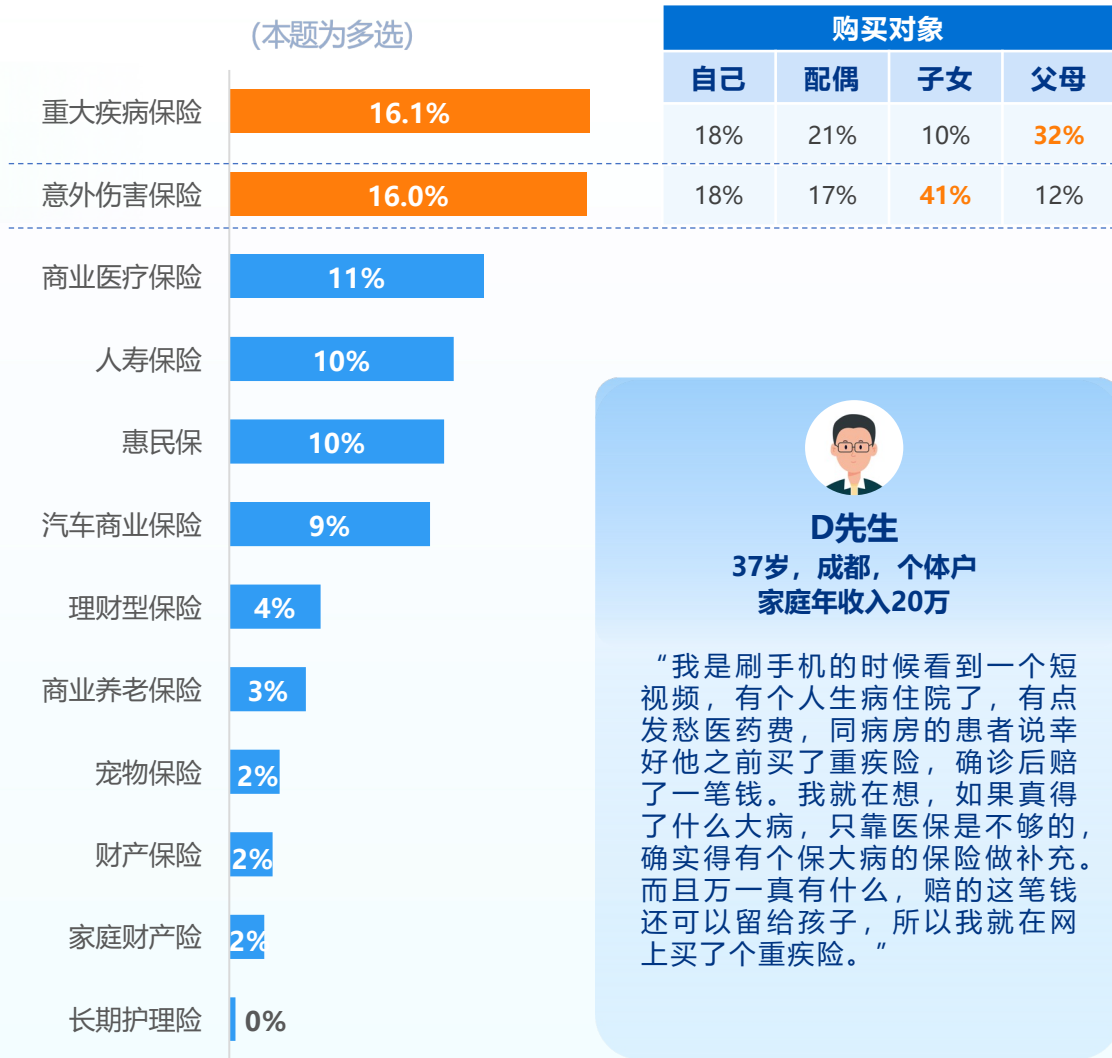 (本题为多选)
购买对象
自己 配偶 子女 父母
重大疾病保险 16.1% 18% 21% 10% 32%
意外伤害保险 16.0% 18% 17% 41% 12%
商业医疗保险 11%
人寿保险 10%
惠民保 10%
汽车商业保险 9%
理财型保险 4%
商业养老保险 3%
宠物保险 2%
财产保险 2%
家庭财产险 2%
长期护理险 0%
D先生
37岁，成都，个体户
家庭年收入20万
“我是刷手机的时候看到一个短
视频，有个人生病住院了，有点
发愁医药费，同病房的患者说幸
好他之前买了重疾险，确诊后赔
了一笔钱。我就在想，如果真得
了什么大病，只靠医保是不够的，
确实得有个保大病的保险做补充。
而且万一真有什么，赔的这笔钱
还可以留给孩子，所以我就在网
上买了个重疾险。”